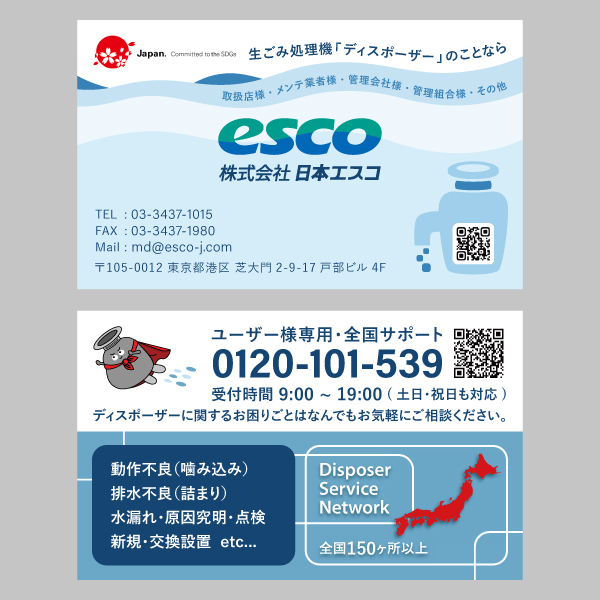 Japan. Committed to the SDGs
生ごみ処理機「ディスポーザー」のことなら
取扱店様・メンテ業者様・管理会社様・管理組合様・その他
esco
株式会社 日本エスコ
TEL : 03-3437-1015
FAX : 03-3437-1980
Mail : md@esco-j.com
〒105-0012 東京都港区 芝大門 2-9-17 戸部ビル 4F
ユーザー様専用・全国サポート
0120-101-539
受付時間 9:00 ~ 19:00 ( 土日・祝日も対応 )
ディスポーザーに関するお困りごとはなんでもお気軽にご相談ください。
動作不良（噛み込み）
排水不良（詰まり）
水漏れ・原因究明・点検
新規・交換設置 etc...
Disposer
Service
Network
全国150ヶ所以上